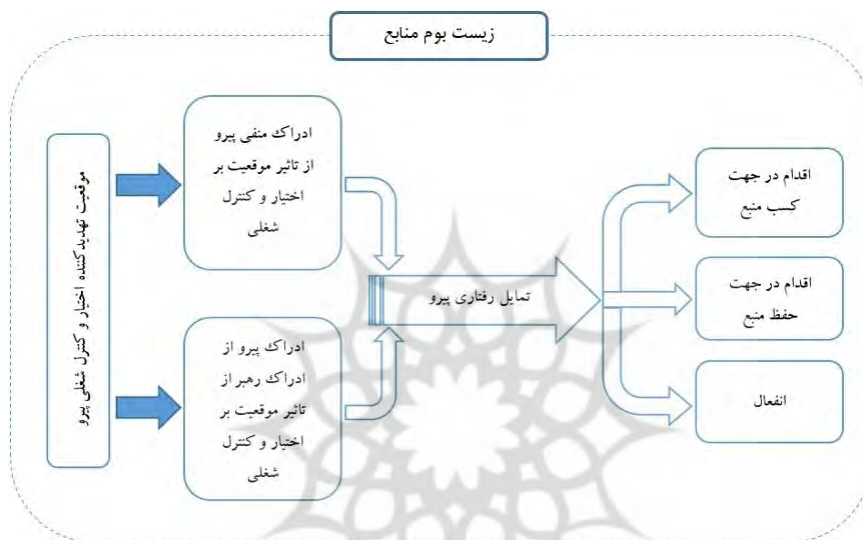 زیست بوم منابع
موقعیت تهدیدکننده اختیار و کنترل شغلی پیرو
ادراک منفی پیرو
از تاثیر موقعیت بر
اختیار و کنترل
شغلی
ادراک پیرو از
ادراک رهبر از
تاثیر موقعیت بر
اختیار و کنترل
شغلی
تمایل رفتاری پیرو
اقدام در جهت
کسب منبع
اقدام در جهت
حفظ منبع
انفعال